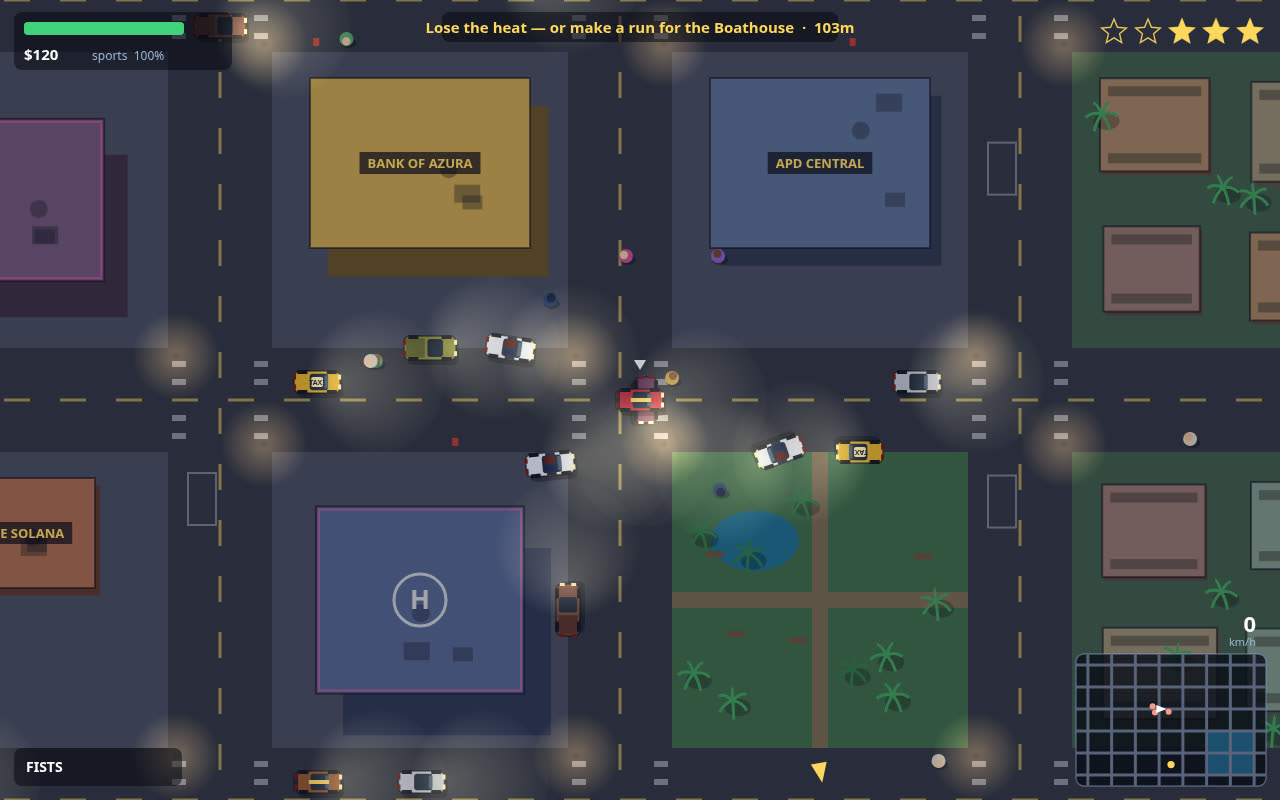 Lose the heat — or make a run for the Boathouse · 103m
$120 sports 100%
BANK OF AZURA
APD CENTRAL
TAXI
TAXI
E SOLANA
H
0
km/h
FISTS